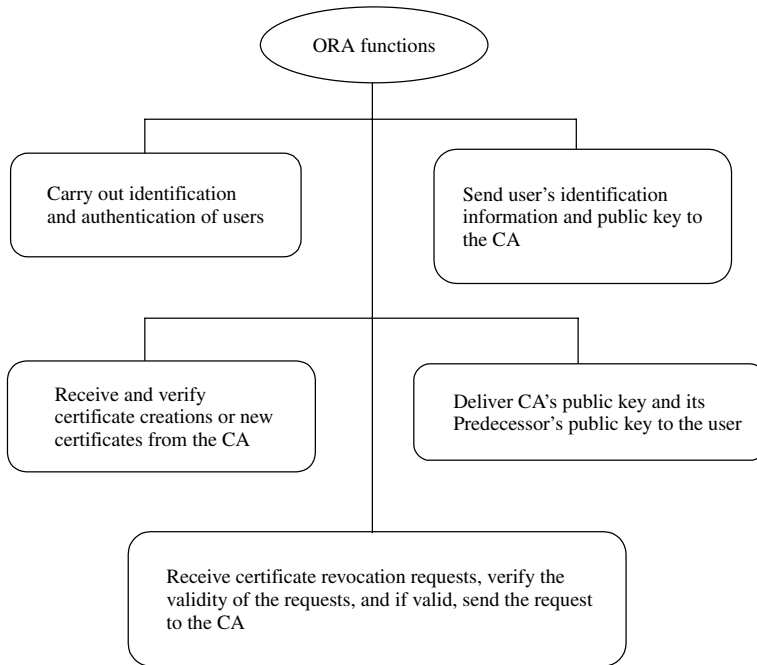 ORA functions
Carry out identification
and authentication of users
Send user's identification
information and public key to
the CA
Receive and verify
certificate creations or new
certificates from the CA
Deliver CA's public key and its
Predecessor's public key to the user
Receive certificate revocation requests, verify the
validity of the requests, and if valid, send the request
to the CA